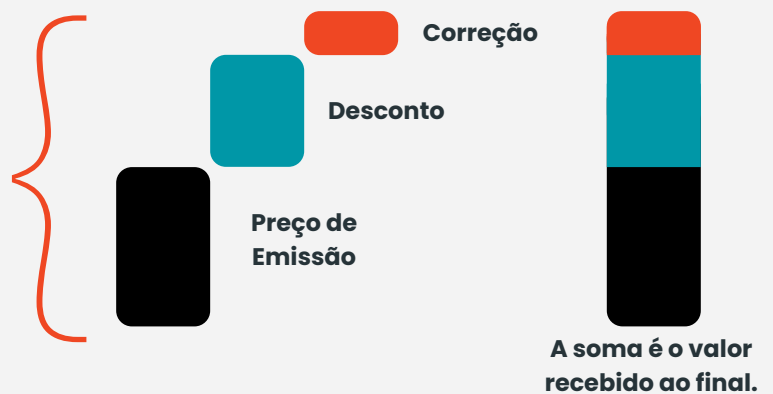 Correção
Desconto
Preço de
Emissão
A soma é o valor
recebido ao final.